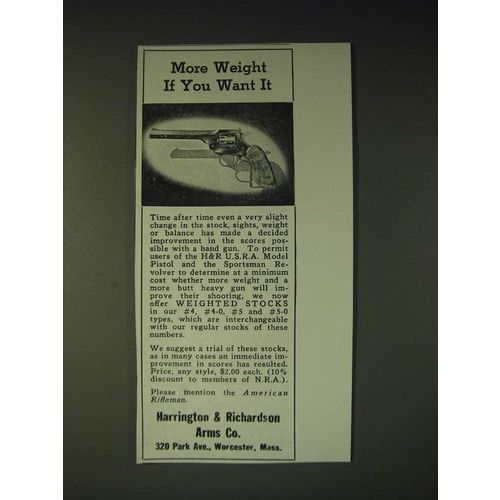 More Weight
If You Want It
Time after time even a very slight
change in the stock, sights, weight
or balance has made a decided
improvement in the scores pos-
sible with a hand gun. To permit
users of the H&R U.S.R.A. Model
Pistol and the Sportsman Re-
volver to determine at a minimum
cost whether more weight and a
more butt heavy gun will im-
prove their shooting, we now
offer WEIGHTED STOCKS
in our #4, #4-0, #5 and #5-0
types, which are interchangeable
with our regular stocks of these
numbers.
We suggest a trial of these stocks,
as in many cases an immediate im-
provement in scores has resulted.
Price, any style, $2.00 each. (10%
discount to members of N.R.A.).
Please mention the American
Rifleman.
Harrington & Richardson
Arms Co.
320 Park Ave., Worcester, Mass.